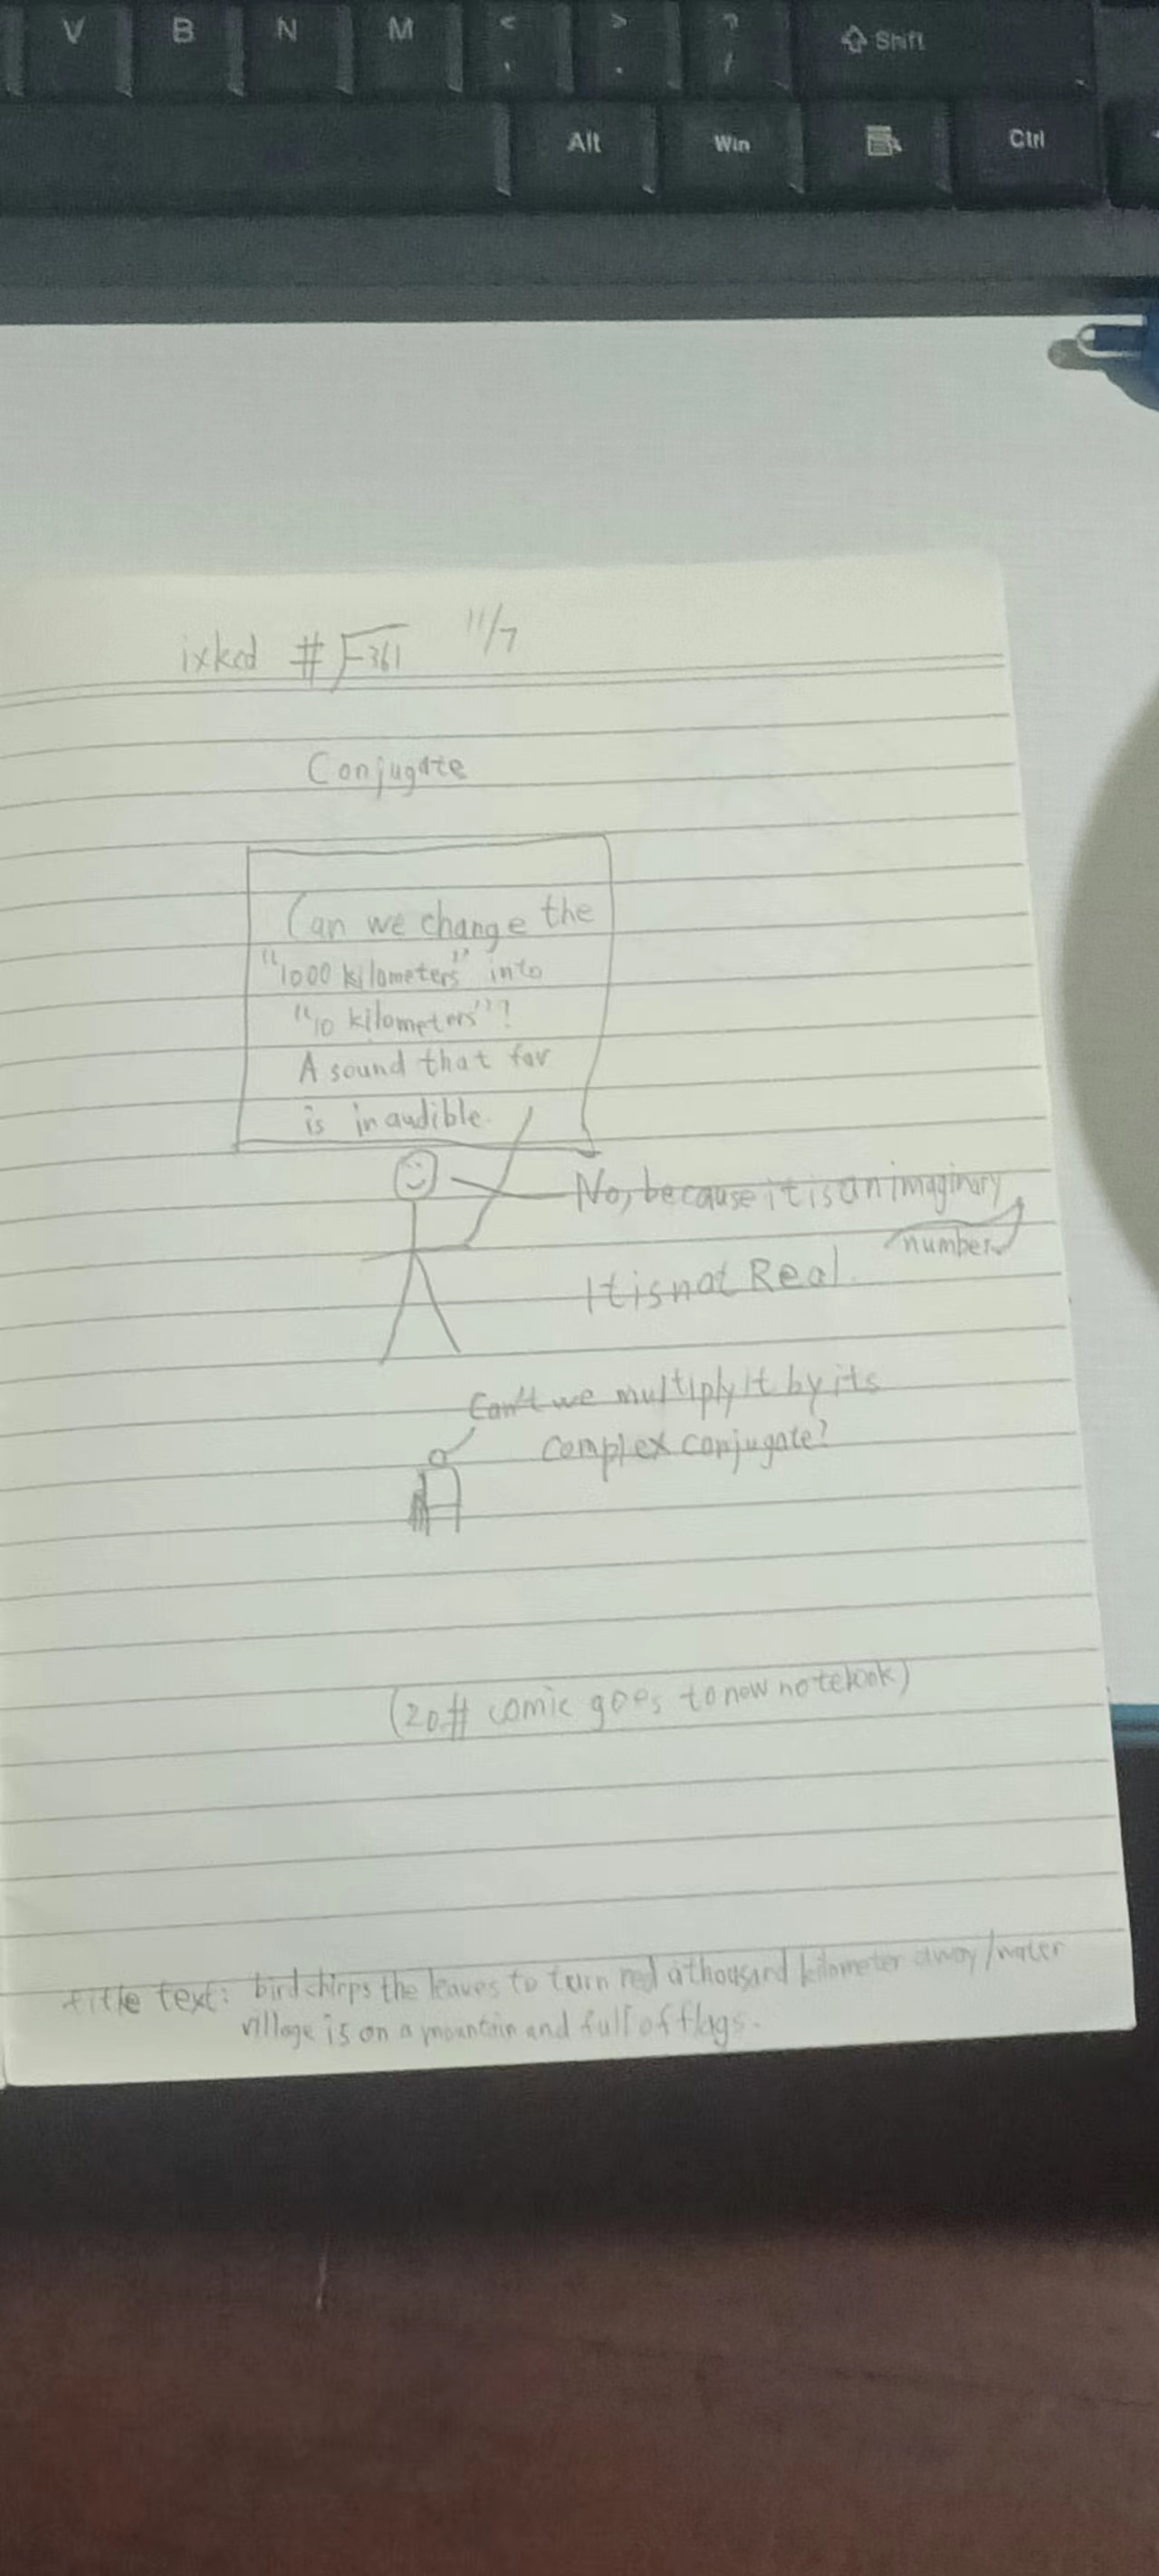 V B N M < , > . ? / Shift
Alt Win Ctrl
ixkcd #√-361 11/7
Conjugate
Can we change the
"1000 kilometers" into
"10 kilometers"?
A sound that far
is inaudible.
No, because it is an imaginary
number
It is not Real.
Can't we multiply it by its
complex conjugate?
(20# comic goes to new notebook)
title text: bird chirps the leaves to turn red a thousand kilometer away/water
village is on a mountain and full of flags.